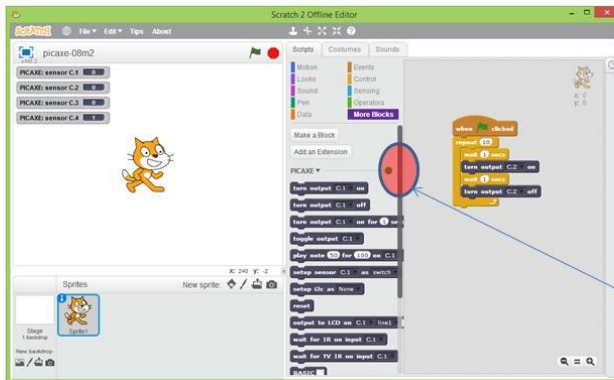 Scratch 2 Offline Editor
SCRATCH File Edit Tips About
picaxe-08m2
PICAXE: sensor C.1 0
PICAXE: sensor C.2 0
PICAXE: sensor C.3 0
PICAXE: sensor C.4 1
X: 240 y: -2
Sprites New sprite:
Stage
1 backdrop
New backdrop:
Sprite1
Scripts Costumes Sounds
Motion Events
Looks Control
Sound Sensing
Pen Operators
Data More Blocks
Make a Block
Add an Extension
PICAXE
turn output C.1 on
turn output C.1 off
turn output C.1 on for 1
toggle output C.1
play note 50 for 100 on C.1
setup sensor C.1 as switch
setup i2c as None
reset
output to LCD on C.1 line1
wait for IR on input C.1
wait for TV IR on input C.1
BASIC
when clicked
repeat 10
wait 1 secs
turn output C.2 on
wait 1 secs
turn output C.2 off
x: 0
y: 0